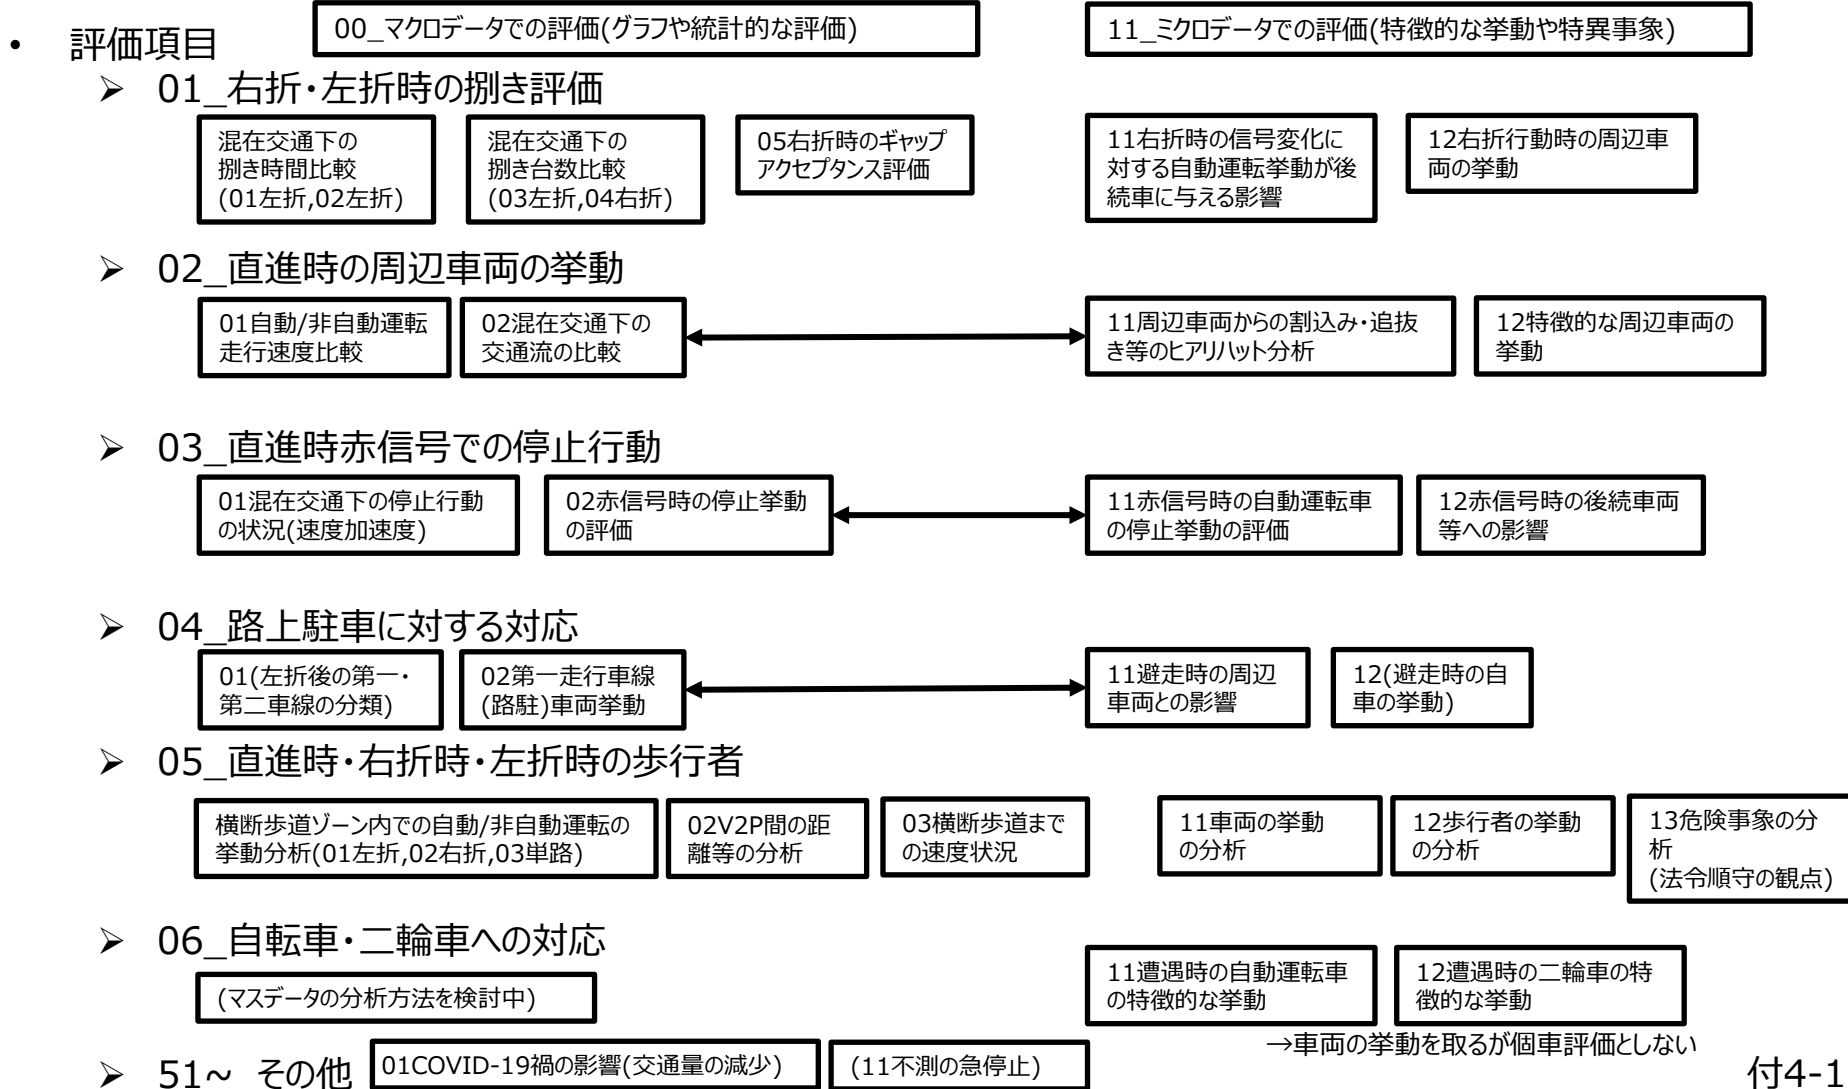 ・ 評価項目
00_マクロデータでの評価(グラフや統計的な評価)
11_ミクロデータでの評価(特徴的な挙動や特異事象)
➢ 01_右折・左折時の捌き評価
混在交通下の
捌き時間比較
(01左折,02左折)
混在交通下の
捌き台数比較
(03左折,04右折)
05右折時のギャップ
アクセプタンス評価
11右折時の信号変化に
対する自動運転挙動が後
続車に与える影響
12右折行動時の周辺車
両の挙動
➢ 02_直進時の周辺車両の挙動
01自動/非自動運転
走行速度比較
02混在交通下の
交通流の比較
11周辺車両からの割込み・追抜
き等のヒアリハット分析
12特徴的な周辺車両の
挙動
➢ 03_直進時赤信号での停止行動
01混在交通下の停止行動
の状況(速度加速度)
02赤信号時の停止挙動
の評価
11赤信号時の自動運転車
の停止挙動の評価
12赤信号時の後続車両
等への影響
➢ 04_路上駐車に対する対応
01(左折後の第一・
第二車線の分類)
02第一走行車線
(路駐)車両挙動
11避走時の周辺
車両との影響
12(避走時の自
車の挙動)
➢ 05_直進時・右折時・左折時の歩行者
横断歩道ゾーン内での自動/非自動運転の
挙動分析(01左折,02右折,03単路)
02V2P間の距
離等の分析
03横断歩道まで
の速度状況
11車両の挙動
の分析
12歩行者の挙動
の分析
13危険事象の分
析
(法令順守の観点)
➢ 06_自転車・二輪車への対応
(マスデータの分析方法を検討中)
11遭遇時の自動運転車
の特徴的な挙動
12遭遇時の二輪車の特
徴的な挙動
→車両の挙動を取るが個車評価としない
➢ 51~ その他
01COVID-19禍の影響(交通量の減少)
(11不測の急停止)
付4-1